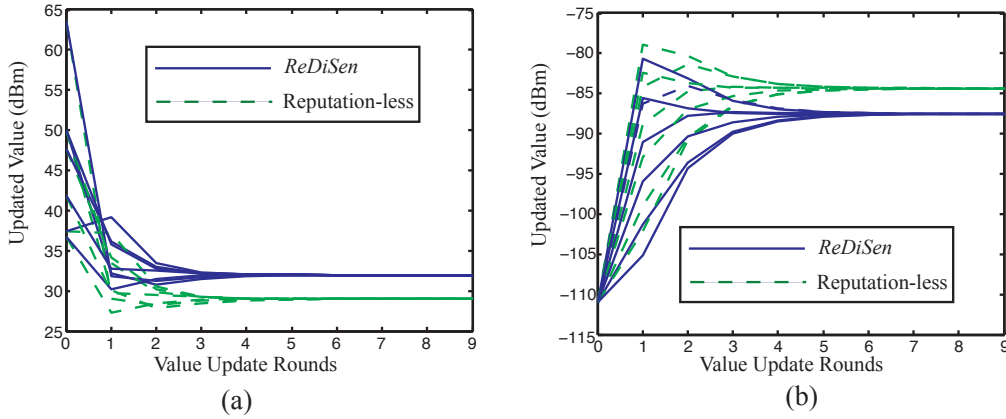 65
60
55
50
45
40
35
30
25
Updated Value (dBm)
ReDiSen
Reputation-less
0 1 2 3 4 5 6 7 8 9
Value Update Rounds
(a)
−75
−80
−85
−90
−95
−100
−105
−110
−115
Updated Value (dBm)
ReDiSen
Reputation-less
0 1 2 3 4 5 6 7 8 9
Value Update Rounds
(b)